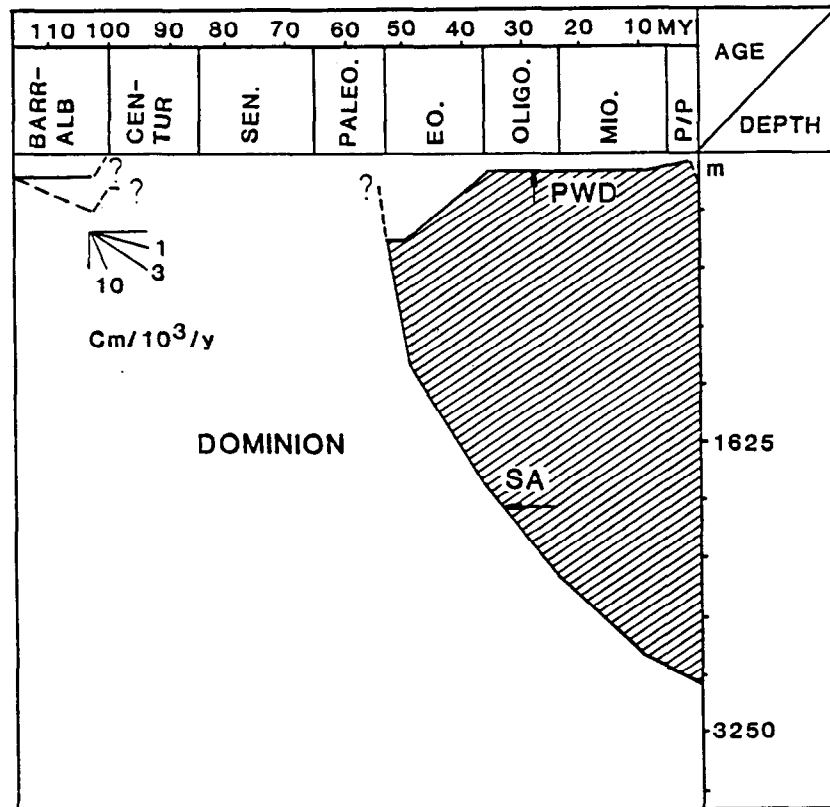 110 100 90 80 70 60 50 40 30 20 10 MY
AGE
DEPTH
BARR-
ALB
CEN-
TUR
SEN.
PALEO.
EO.
OLIGO.
MIO.
P/P
m
?
?
?
PWD
1
3
10
Cm/10³/y
DOMINION
1625
SA
3250